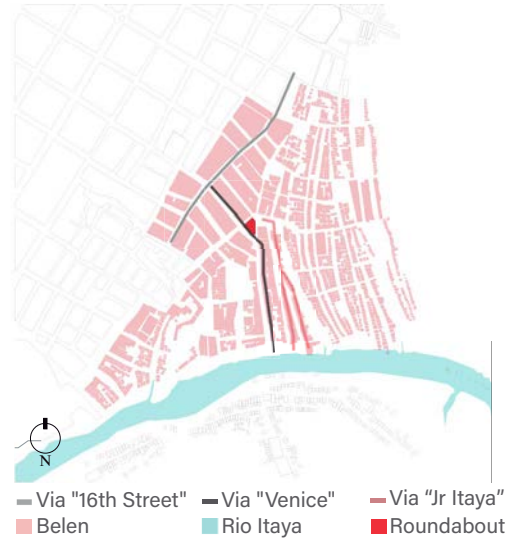 N
Via "16th Street" Via "Venice" Via “Jr Itaya”
Belen Rio Itaya Roundabout